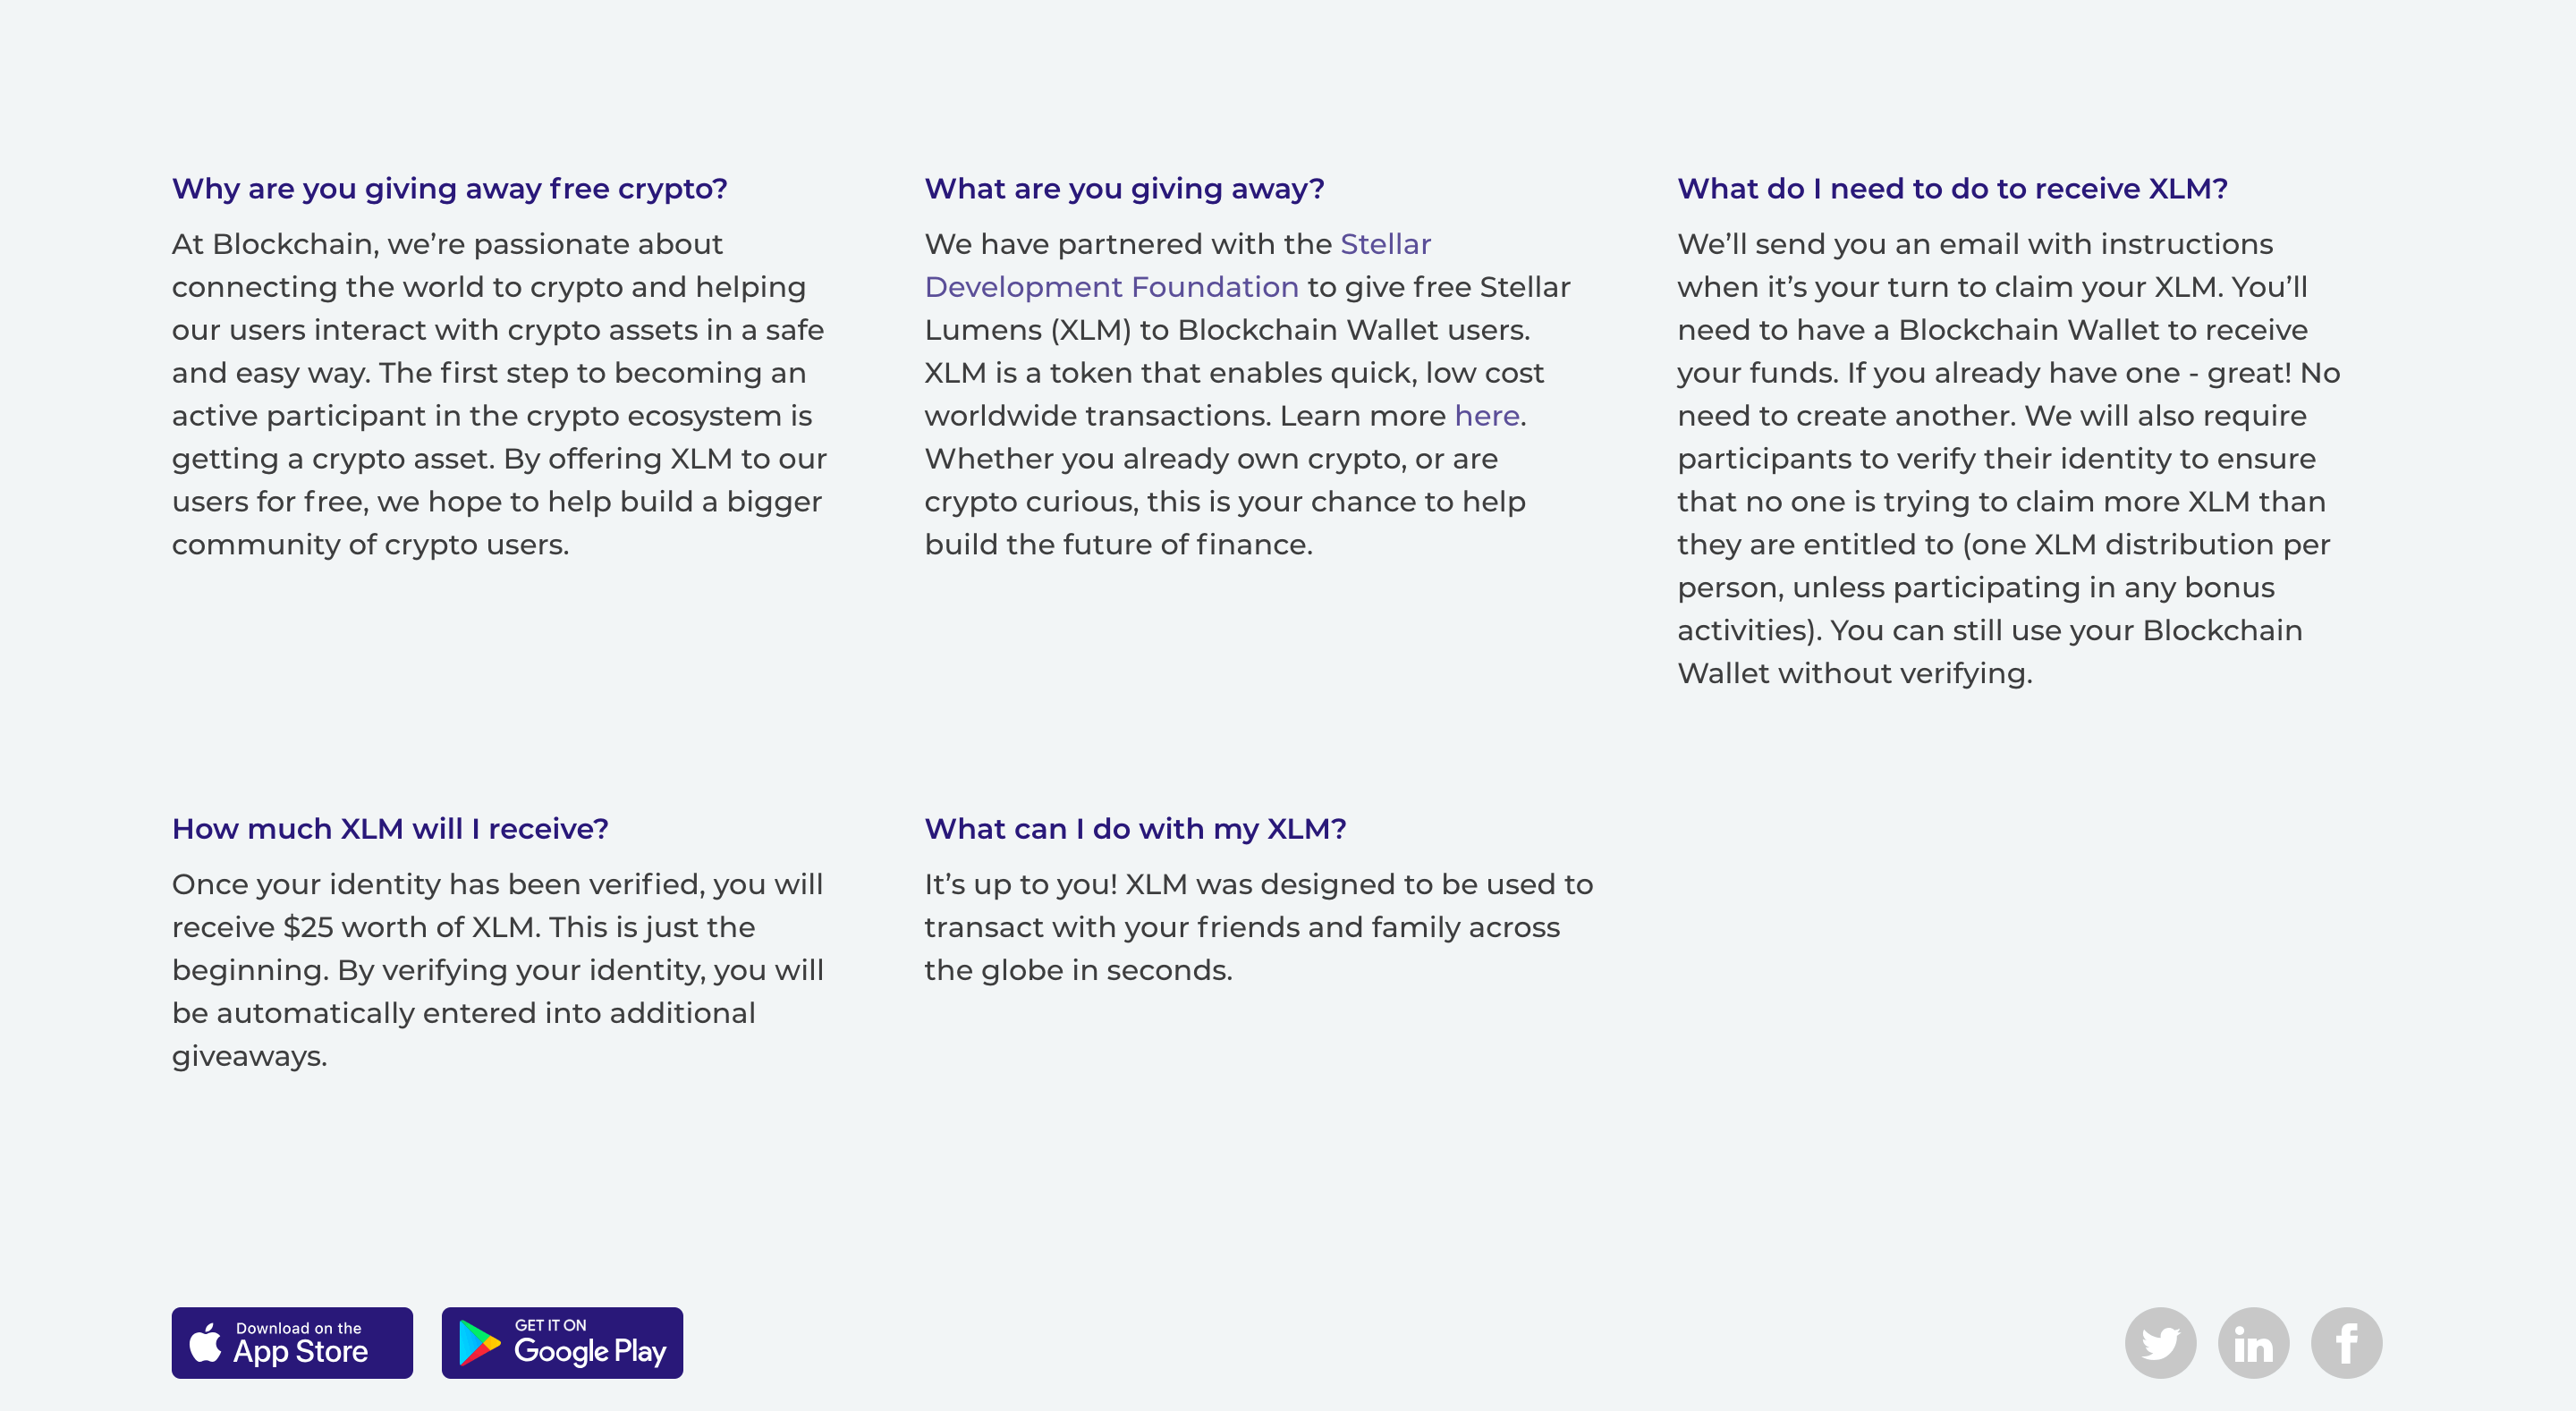 Why are you giving away free crypto?
At Blockchain, we’re passionate about
connecting the world to crypto and helping
our users interact with crypto assets in a safe
and easy way. The first step to becoming an
active participant in the crypto ecosystem is
getting a crypto asset. By offering XLM to our
users for free, we hope to help build a bigger
community of crypto users.
What are you giving away?
We have partnered with the Stellar
Development Foundation to give free Stellar
Lumens (XLM) to Blockchain Wallet users.
XLM is a token that enables quick, low cost
worldwide transactions. Learn more here.
Whether you already own crypto, or are
crypto curious, this is your chance to help
build the future of finance.
What do I need to do to receive XLM?
We’ll send you an email with instructions
when it’s your turn to claim your XLM. You’ll
need to have a Blockchain Wallet to receive
your funds. If you already have one - great! No
need to create another. We will also require
participants to verify their identity to ensure
that no one is trying to claim more XLM than
they are entitled to (one XLM distribution per
person, unless participating in any bonus
activities). You can still use your Blockchain
Wallet without verifying.
How much XLM will I receive?
Once your identity has been verified, you will
receive $25 worth of XLM. This is just the
beginning. By verifying your identity, you will
be automatically entered into additional
giveaways.
What can I do with my XLM?
It’s up to you! XLM was designed to be used to
transact with your friends and family across
the globe in seconds.
Download on the
App Store
GET IT ON
Google Play
in
f